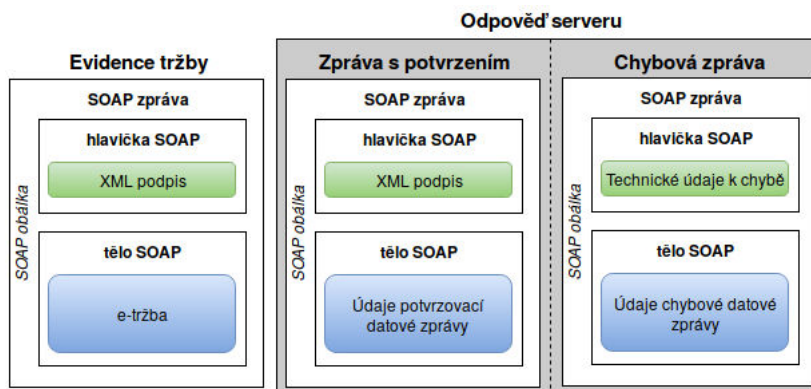 Odpověď serveru
Evidence tržby
SOAP zpráva
SOAP obálka
hlavička SOAP
XML podpis
tělo SOAP
e-tržba
Zpráva s potvrzením
SOAP zpráva
SOAP obálka
hlavička SOAP
XML podpis
tělo SOAP
Údaje potvrzovací
datové zprávy
Chybová zpráva
SOAP zpráva
SOAP obálka
hlavička SOAP
Technické údaje k chybě
tělo SOAP
Údaje chybové datové
zprávy